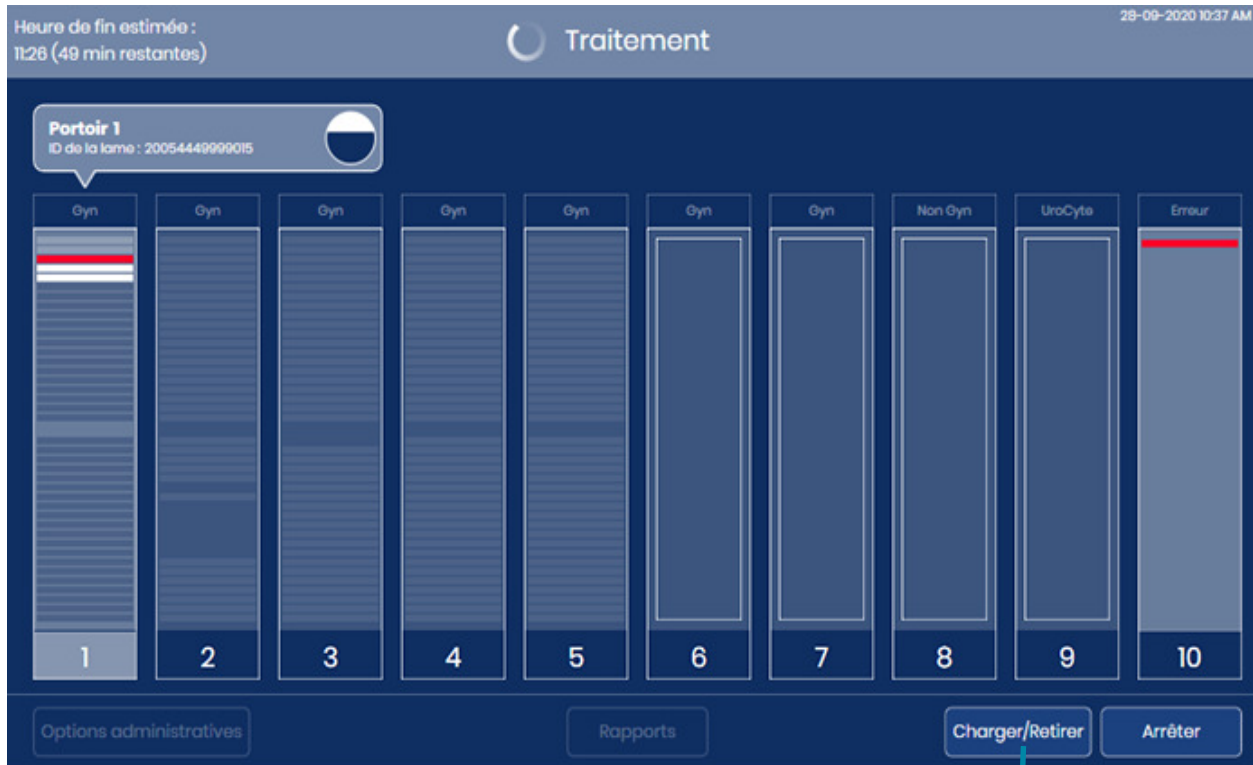 Heure de fin estimée :
11:26 (49 min restantes)
Traitement
28-09-2020 10:37 AM
Portoir 1
ID de la lame : 20054449999015
Gyn Gyn Gyn Gyn Gyn Gyn Gyn Non Gyn UroCyte Erreur
1 2 3 4 5 6 7 8 9 10
Options administratives Rapports Charger/Retirer Arrêter